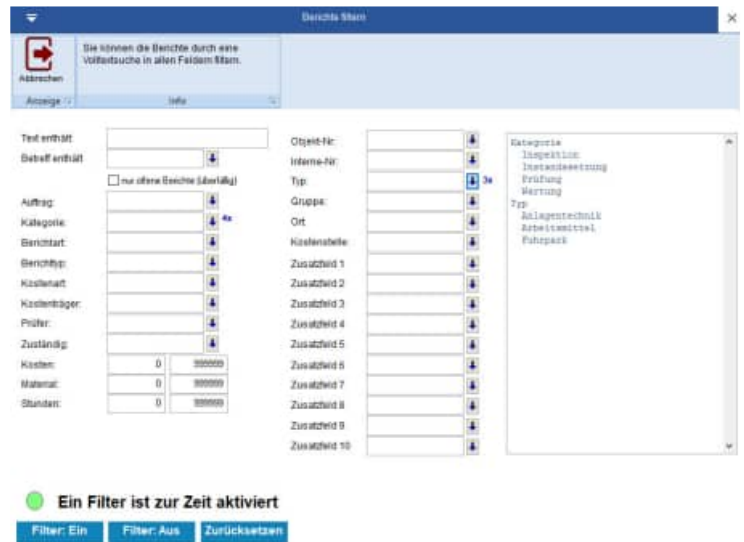 Berichte filtern
Abbrechen
Sie können die Berichte durch eine
Volltextsuche in allen Feldern filtern.
Anzeige
Info
Text enthält:
Betreff enthält
nur offene Berichte (überfällig)
Auftrag:
Kategorie: 4x
Berichtart:
Berichttyp:
Kostenart:
Kostenträger:
Prüfer:
Zuständig:
Kosten: 0 999999
Material: 0 999999
Stunden: 0 999999
Objekt-Nr:
Interne-Nr:
Typ: 3x
Gruppe:
Ort
Kostenstelle:
Zusatzfeld 1
Zusatzfeld 2
Zusatzfeld 3
Zusatzfeld 4
Zusatzfeld 5
Zusatzfeld 6
Zusatzfeld 7
Zusatzfeld 8
Zusatzfeld 9
Zusatzfeld 10
Kategorie
Inspektion
Instandsetzung
Prüfung
Wartung
Typ
Anlagentechnik
Arbeitsmittel
Fuhrpark
Ein Filter ist zur Zeit aktiviert
Filter: Ein
Filter: Aus
Zurücksetzen